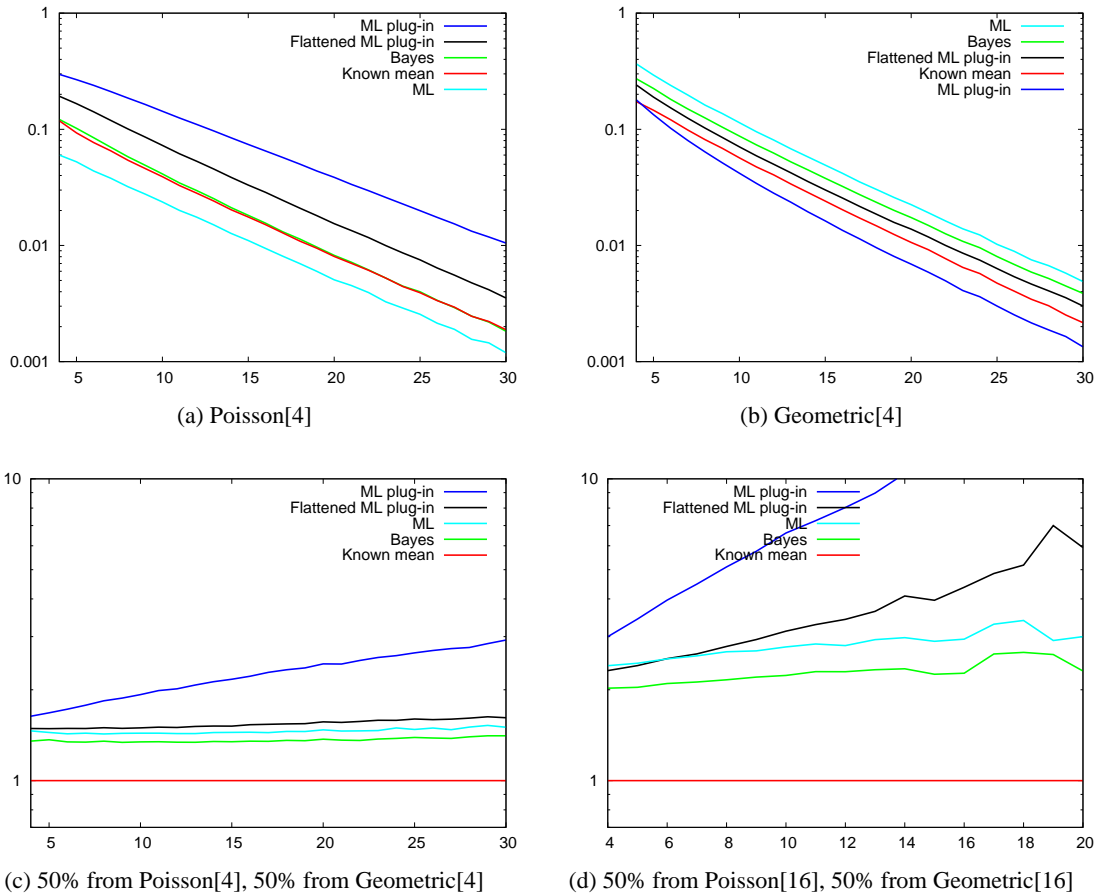 1
0.1
0.01
0.001
5 10 15 20 25 30
ML plug-in
Flattened ML plug-in
Bayes
Known mean
ML
(a) Poisson[4]
1
0.1
0.01
0.001
5 10 15 20 25 30
ML
Bayes
Flattened ML plug-in
Known mean
ML plug-in
(b) Geometric[4]
10
1
5 10 15 20 25 30
ML plug-in
Flattened ML plug-in
ML
Bayes
Known mean
(c) 50% from Poisson[4], 50% from Geometric[4]
10
1
4 6 8 10 12 14 16 18 20
ML plug-in
Flattened ML plug-in
ML
Bayes
Known mean
(d) 50% from Poisson[16], 50% from Geometric[16]